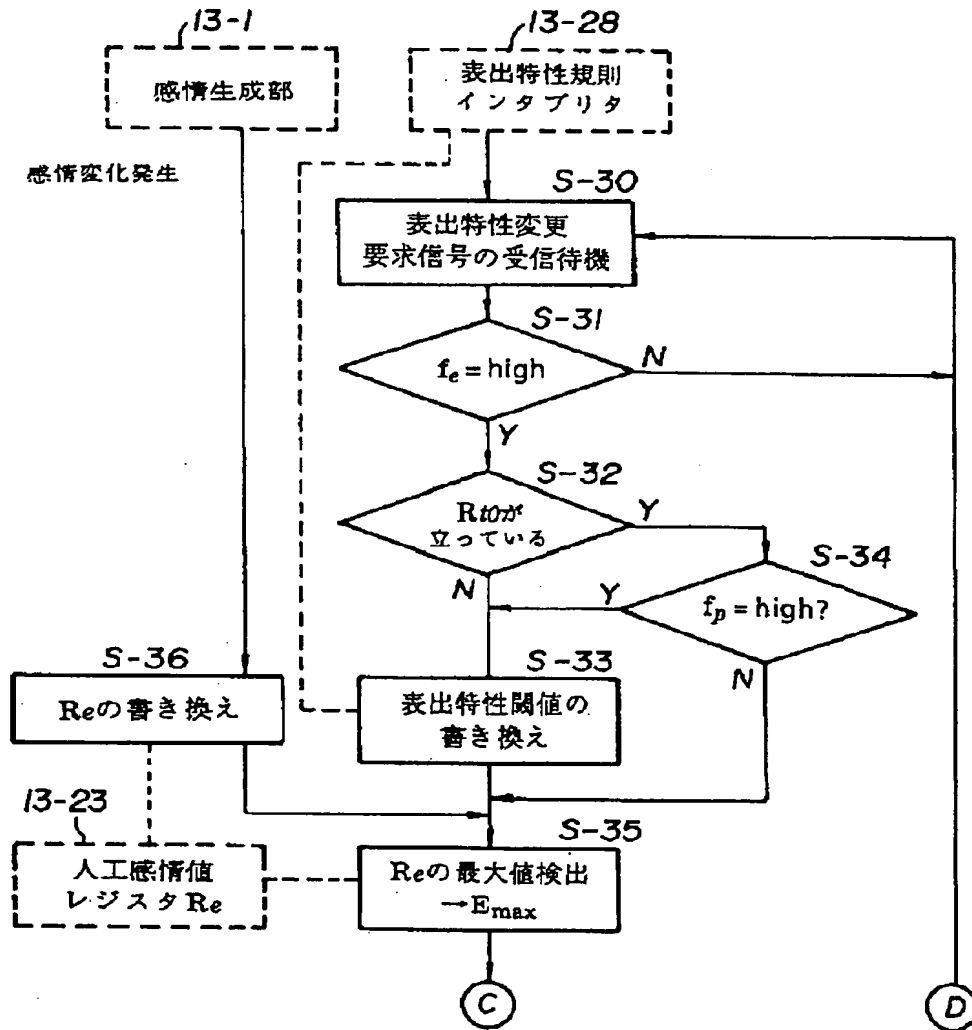 13-1
感情生成部
感情変化発生
13-28
表出特性規則
インタプリタ
S-30
表出特性変更
要求信号の受信待機
S-31
fe=high
N
Y
S-32
Rtoが
立っている
Y
N
S-34
fp=high?
Y
N
S-33
表出特性閾値の
書き換え
S-36
Reの書き換え
13-23
人工感情値
レジスタRe
S-35
Reの最大値検出
→Emax
C
D